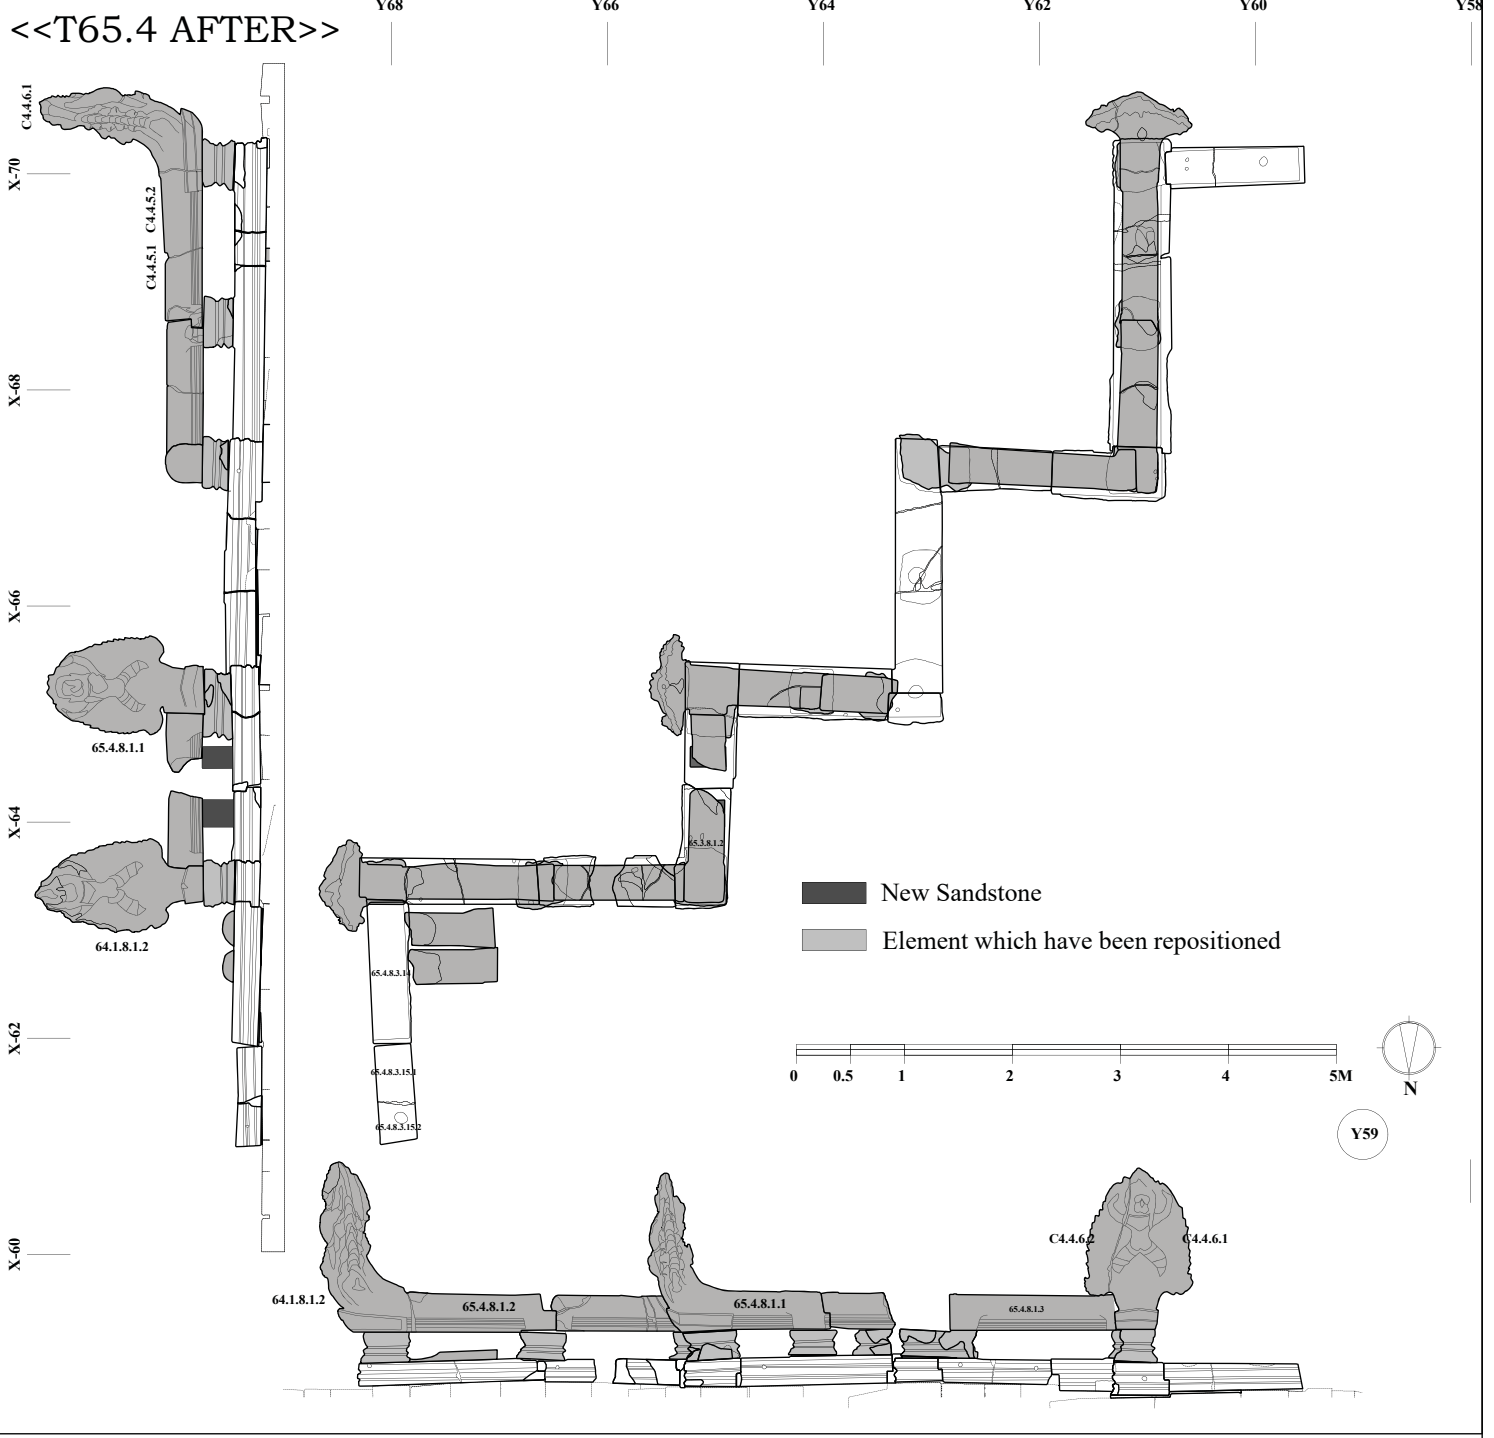 <<T65.4 AFTER>>
Y68
Y66
Y64
Y62
Y60
Y58
C4.4.6.1
X-70
C4.4.5.2
C4.4.5.1
X-68
X-66
65.4.8.1.1
X-64
64.1.8.1.2
X-62
X-60
65.3.8.1.2
65.4.8.3.14
65.4.8.3.15.1
65.4.8.3.15.2
New Sandstone
Element which have been repositioned
0 0.5 1 2 3 4 5M
N
Y59
C4.4.6.2
C4.4.6.1
64.1.8.1.2
65.4.8.1.2
65.4.8.1.1
65.4.8.1.3